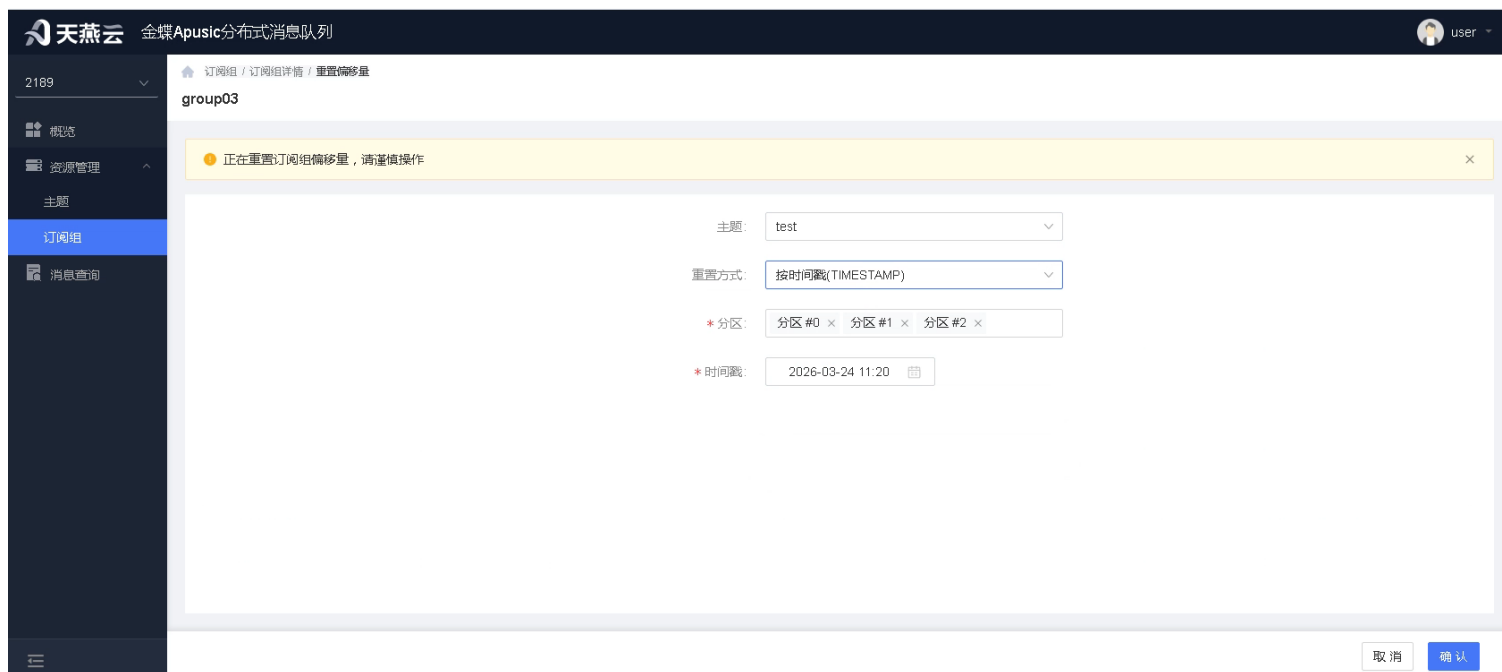 天燕云 金蝶Apusic分布式消息队列 user
2189
概览
资源管理
主题
订阅组
消息查询
订阅组 / 订阅组详情 / 重置偏移量
group03
正在重置订阅组偏移量，请谨慎操作
主题: test
重置方式: 按时间戳(TIMESTAMP)
* 分区: 分区 #0 × 分区 #1 × 分区 #2 ×
* 时间戳: 2026-03-24 11:20
取消 确认